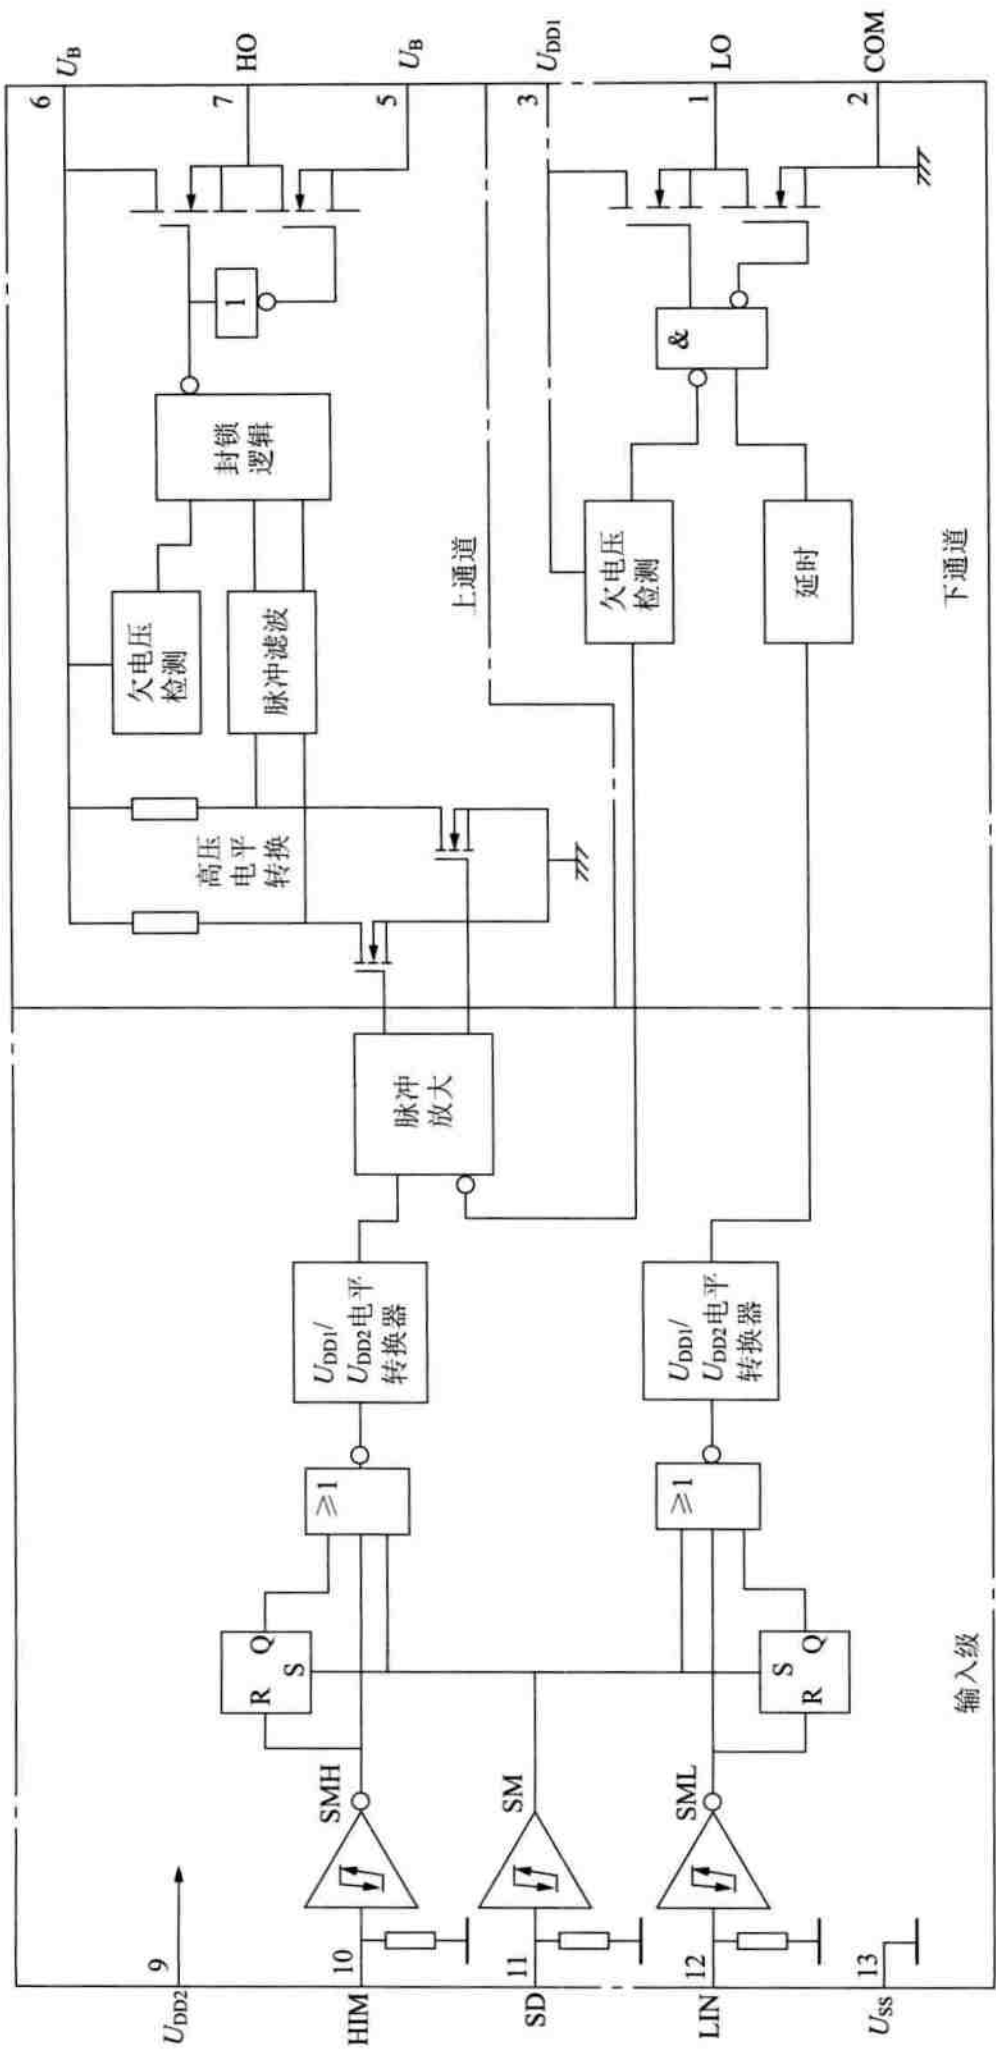 6
U_B
7
HO
5
U_B
3
U_DD1
1
LO
2
COM
1
&
封锁
逻辑
欠电压
检测
脉冲滤波
上通道
欠电压
检测
延时
下通道
高压
电平
转换
脉冲
放大
U_DD1/
U_DD2电平
转换器
U_DD1/
U_DD2电平
转换器
≥1
≥1
R
S
Q
R
S
Q
输入级
SMH
SM
SML
9
U_DD2
10
HIM
11
SD
12
LIN
13
U_SS